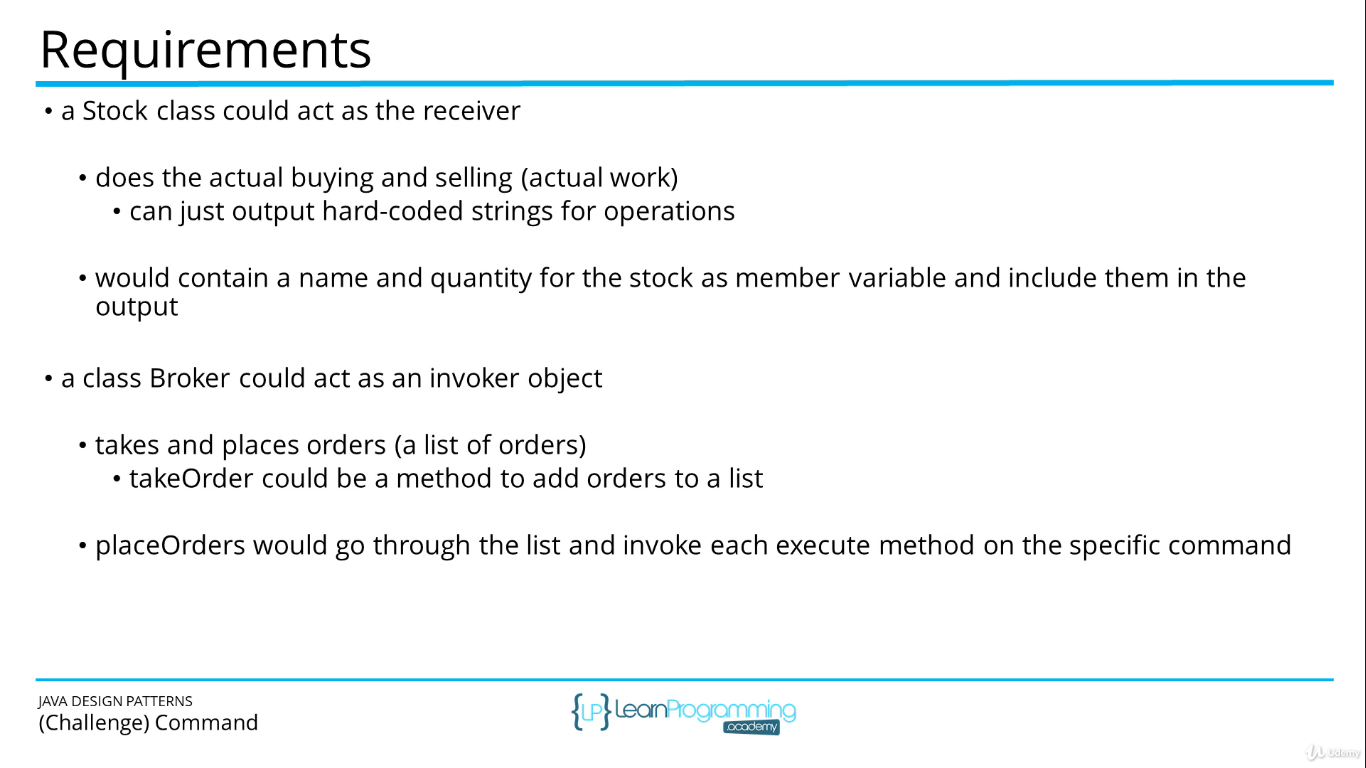 Requirements
• a Stock class could act as the receiver
• does the actual buying and selling (actual work)
• can just output hard-coded strings for operations
• would contain a name and quantity for the stock as member variable and include them in the
output
• a class Broker could act as an invoker object
• takes and places orders (a list of orders)
• takeOrder could be a method to add orders to a list
• placeOrders would go through the list and invoke each execute method on the specific command
JAVA DESIGN PATTERNS
(Challenge) Command
{LP} LearnProgramming
.academy
Udemy